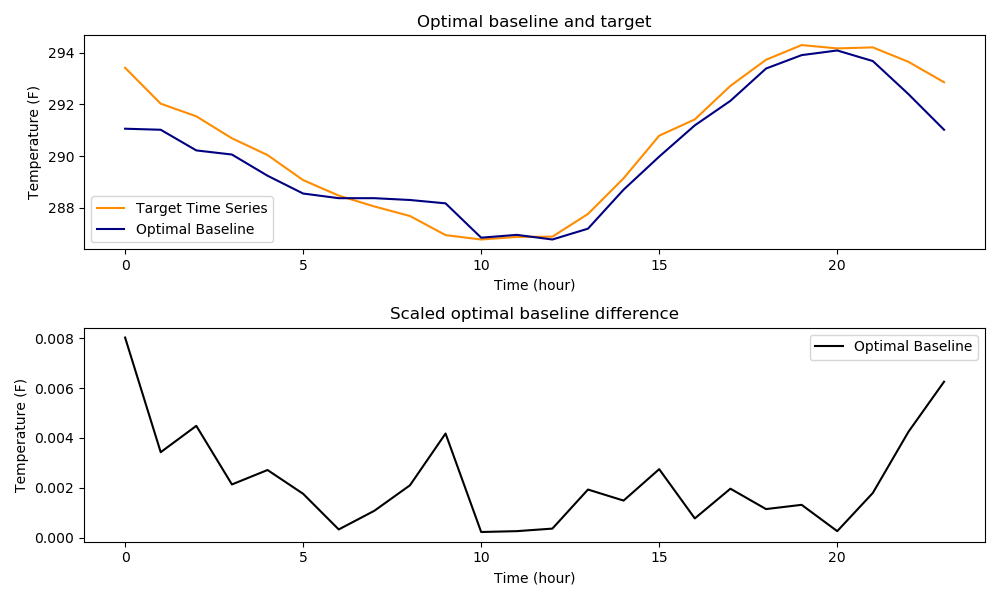 Optimal baseline and target
Temperature (F)
294
292
290
288
Target Time Series
Optimal Baseline
0 5 10 15 20
Time (hour)
Scaled optimal baseline difference
Temperature (F)
0.008
0.006
0.004
0.002
0.000
Optimal Baseline
0 5 10 15 20
Time (hour)